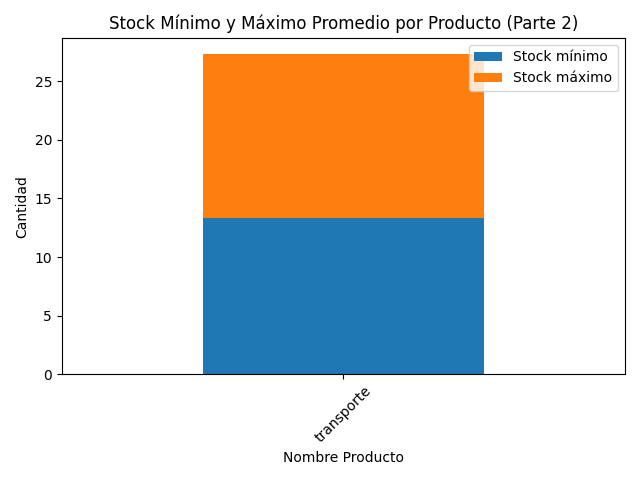 Stock Mínimo y Máximo Promedio por Producto (Parte 2)
Stock mínimo
Stock máximo
Cantidad
25
20
15
10
5
0
transporte
Nombre Producto